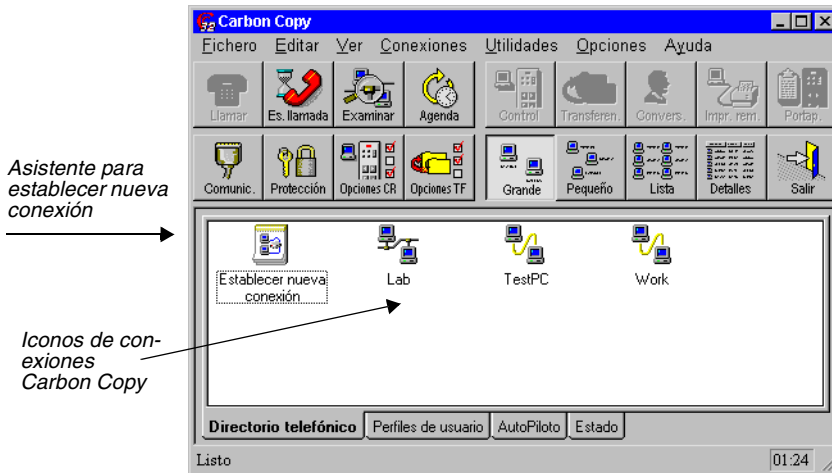 Carbon Copy
Fichero Editar Ver Conexiones Utilidades Opciones Ayuda
Llamar Es. llamada Examinar Agenda Control Transferen. Convers. Impr. rem. Portap.
Comunic. Protección Opciones CR Opciones TF Grande Pequeño Lista Detalles Salir
Asistente para
establecer nueva
conexión
Establecer nueva
conexión
Lab
TestPC
Work
Iconos de con-
exiones
Carbon Copy
Directorio telefónico Perfiles de usuario AutoPiloto Estado
Listo 01:24